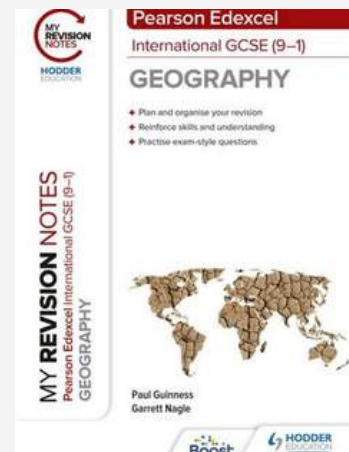 MY
REVISION
NOTES
HODDER
EDUCATION
MY REVISION NOTES
Pearson Edexcel International GCSE (9–1)
GEOGRAPHY
Pearson Edexcel
International GCSE (9–1)
GEOGRAPHY
+ Plan and organise your revision
+ Reinforce skills and understanding
+ Practise exam-style questions
Paul Guinness
Garrett Nagle
Boost
HODDER
EDUCATION